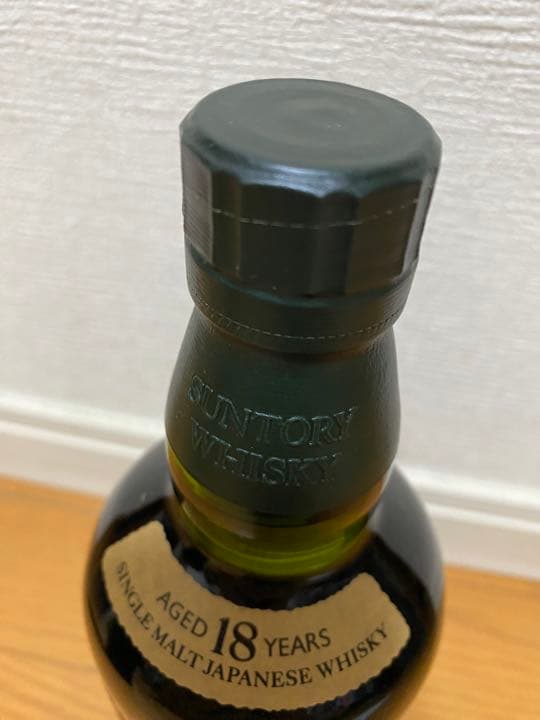 SUNTORY
WHISKY
AGED 18 YEARS
SINGLE MALT JAPANESE WHISKY